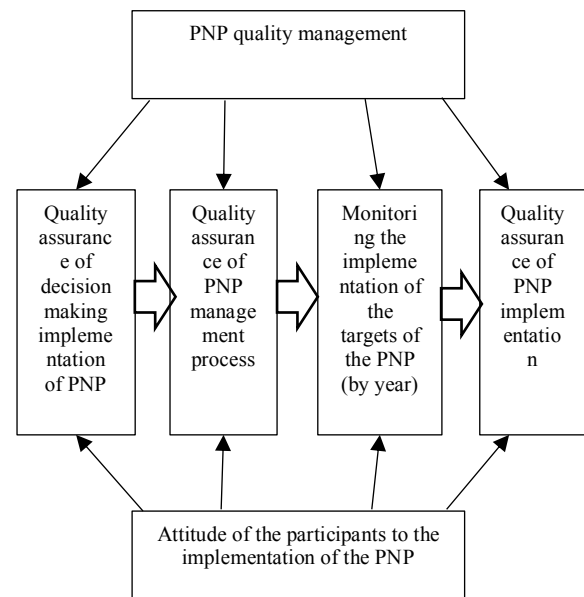 PNP quality management
Quality
assuranc
e of
decision
making
impleme
ntation
of PNP
Quality
assuran
ce of
PNP
manage
ment
process
Monitori
ng the
impleme
ntation of
the
targets of
the PNP
(by year)
Quality
assuran
ce of
PNP
implem
entatio
n
Attitude of the participants to the
implementation of the PNP